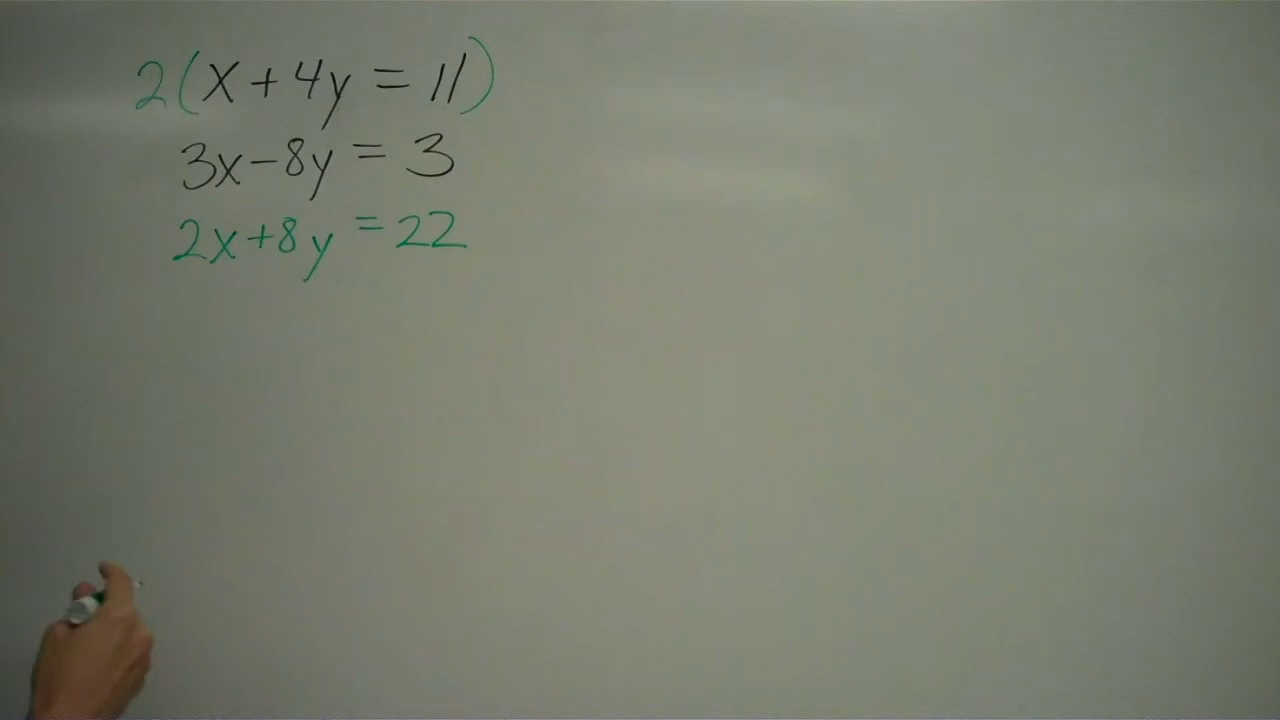 2(x+4y = 11)
3x-8y = 3
2x+8y = 22